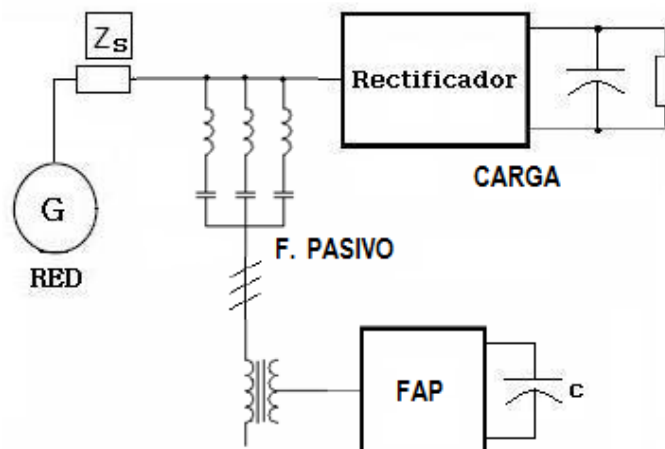 Zs
Rectificador
CARGA
G
RED
F. PASIVO
FAP
C